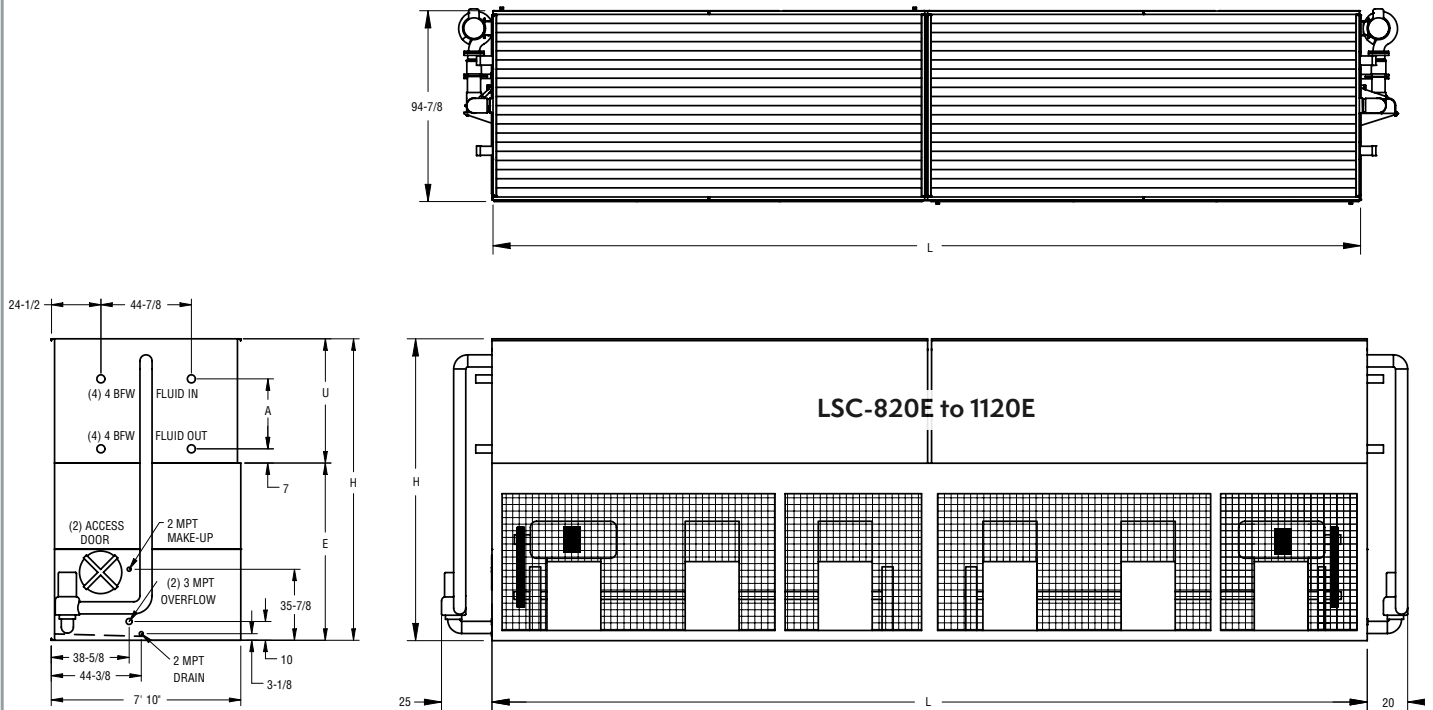 94-7/8
L
24-1/2
44-7/8
(4) 4 BFW
FLUID IN
A
U
(4) 4 BFW
FLUID OUT
7
H
(2) ACCESS
DOOR
2 MPT
MAKE-UP
E
(2) 3 MPT
OVERFLOW
35-7/8
38-5/8
44-3/8
2 MPT
DRAIN
10
3-1/8
7' 10"
H
LSC-820E to 1120E
25
L
20